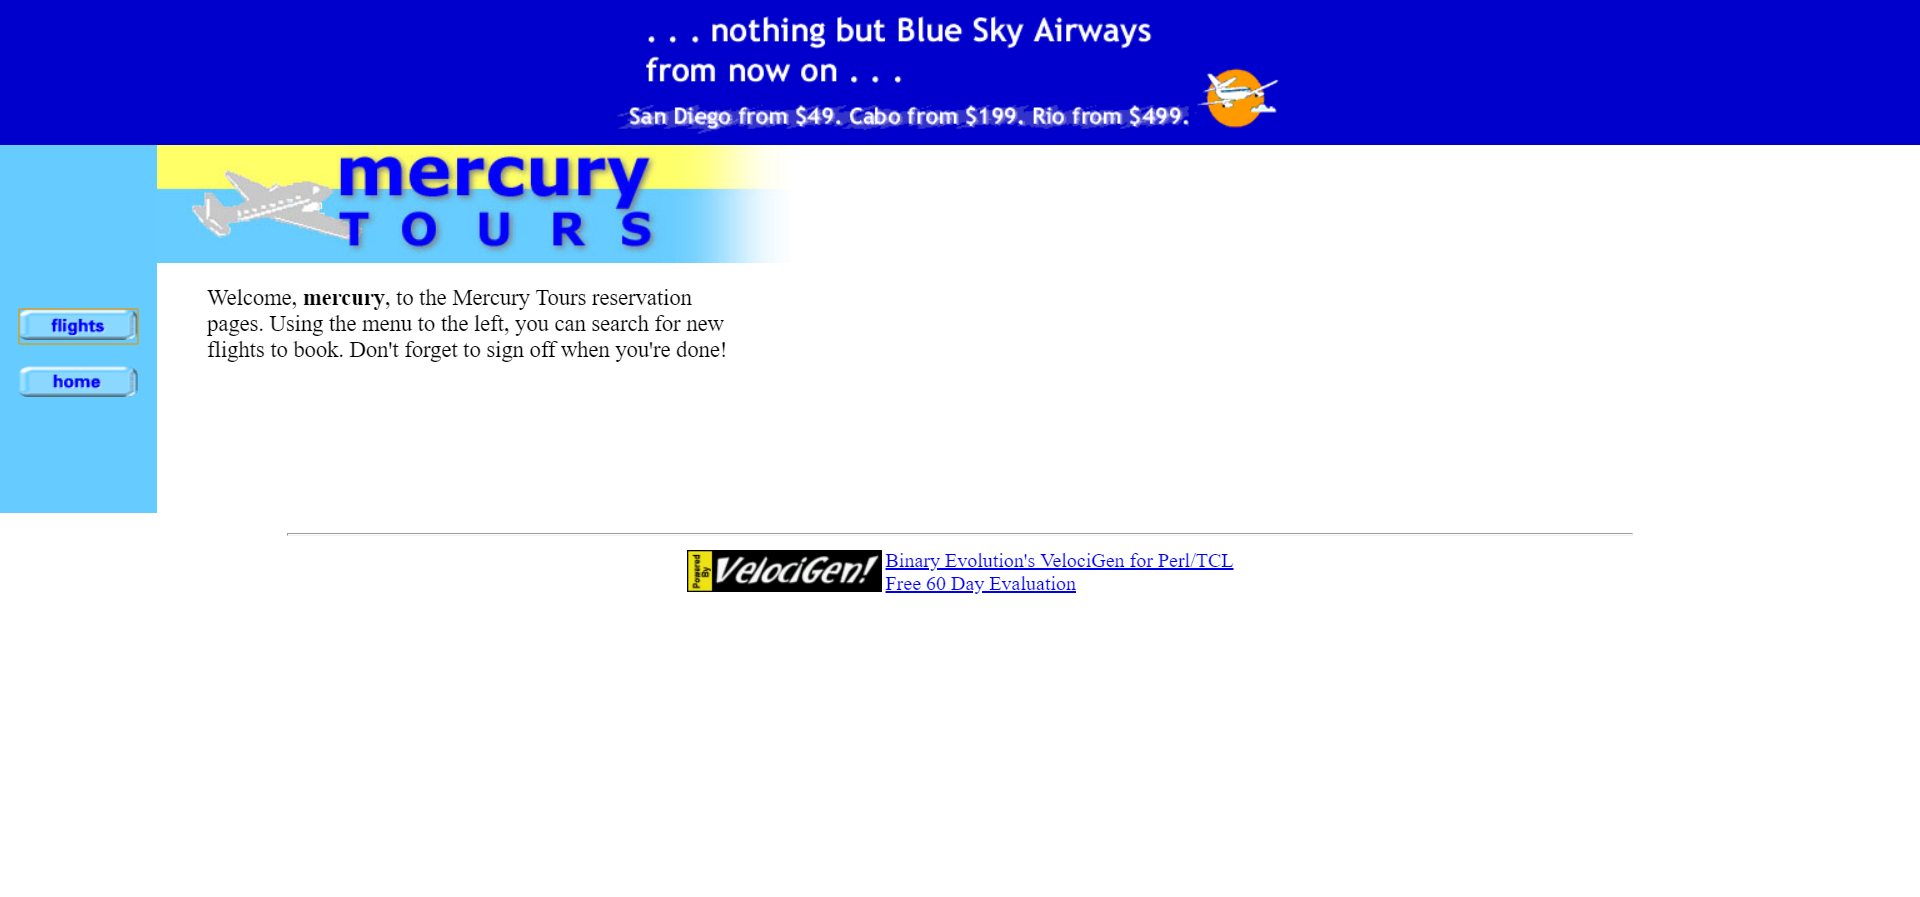 . . . nothing but Blue Sky Airways
from now on . . .
San Diego from $49. Cabo from $199. Rio from $499.
mercury
TOURS
flights
home
Welcome, mercury, to the Mercury Tours reservation
pages. Using the menu to the left, you can search for new
flights to book. Don't forget to sign off when you're done!
Powered
By
VelociGen!
Binary Evolution's VelociGen for Perl/TCL
Free 60 Day Evaluation